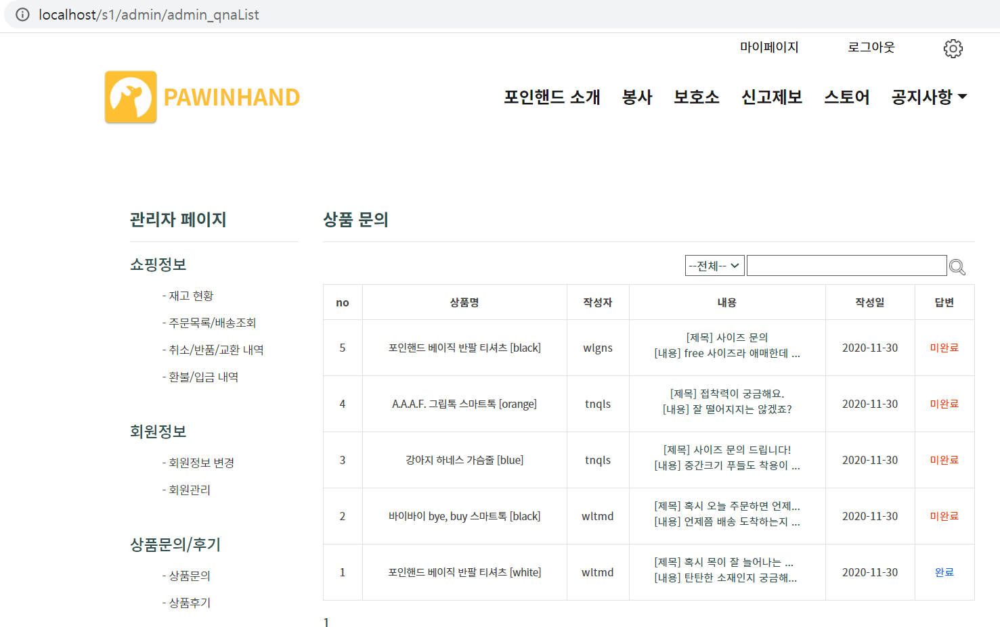 localhost/s1/admin/admin_qnaList
마이페이지 로그아웃
PAWINHAND
포인핸드 소개 봉사 보호소 신고제보 스토어 공지사항
관리자 페이지
쇼핑정보
- 재고 현황
- 주문목록/배송조회
- 취소/반품/교환 내역
- 환불/입금 내역
회원정보
- 회원정보 변경
- 회원관리
상품문의/후기
- 상품문의
- 상품후기
상품 문의
--전체--
no 상품명 작성자 내용 작성일 답변
5 포인핸드 베이직 반팔 티셔츠 [black] wlgns [제목] 사이즈 문의 2020-11-30 미완료
[내용] free 사이즈라 애매한데 ...
4 A.A.A.F. 그립톡 스마트톡 [orange] tnqls [제목] 접착력이 궁금해요. 2020-11-30 미완료
[내용] 잘 떨어지지는 않겠죠?
3 강아지 하네스 가슴줄 [blue] tnqls [제목] 사이즈 문의 드립니다! 2020-11-30 미완료
[내용] 중간크기 푸들도 착용이 ...
2 바이바이 bye, buy 스마트톡 [black] wltmd [제목] 혹시 오늘 주문하면 언제... 2020-11-30 미완료
[내용] 언제쯤 배송 도착하는지 ...
1 포인핸드 베이직 반팔 티셔츠 [white] wltmd [제목] 혹시 목이 잘 늘어나는 ... 2020-11-30 완료
[내용] 탄탄한 소재인지 궁금해...
1